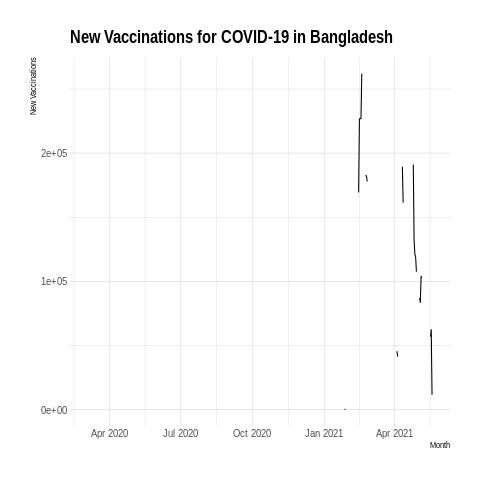 New Vaccinations for COVID-19 in Bangladesh
New Vaccinations
2e+05
1e+05
0e+00
Apr 2020 Jul 2020 Oct 2020 Jan 2021 Apr 2021
Month